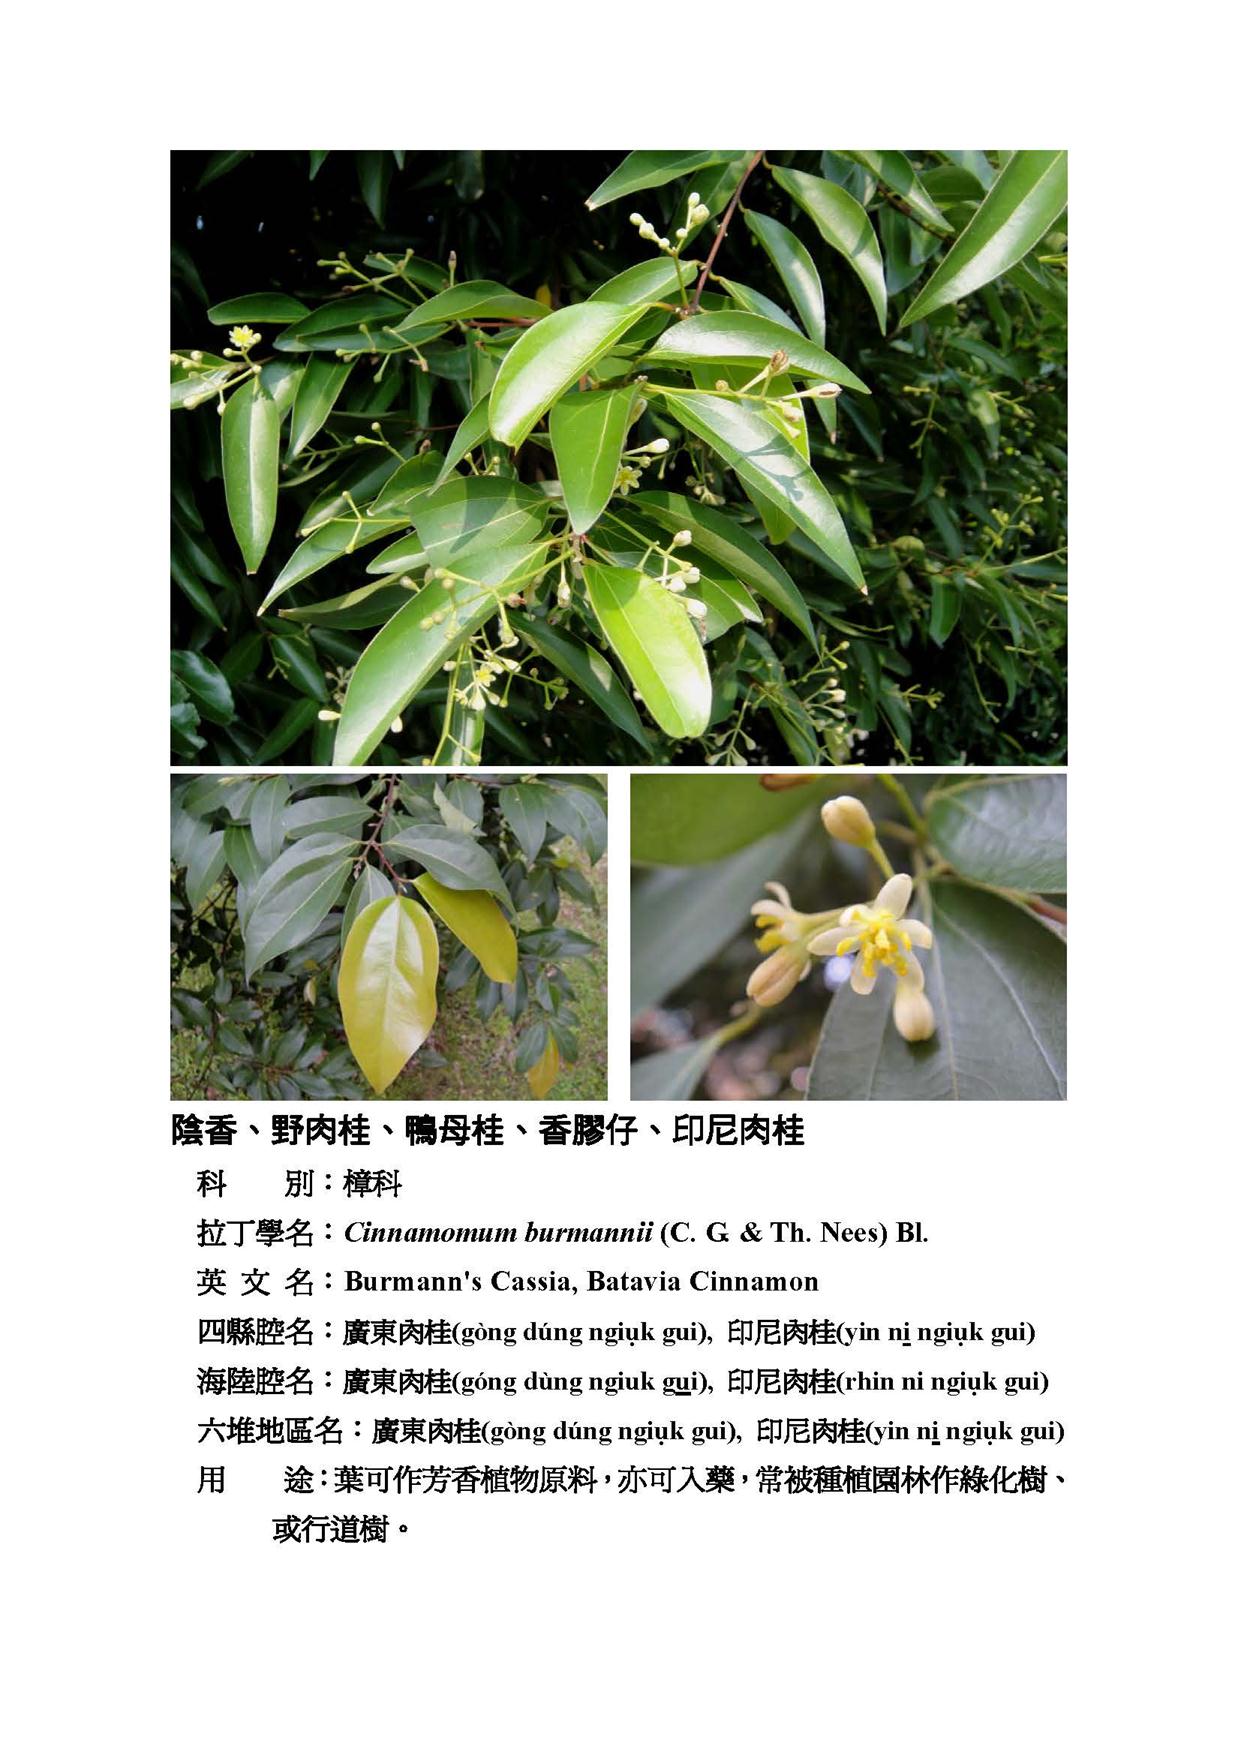 陰香、野肉桂、鴨母桂、香膠仔、印尼肉桂
科　　別：樟科
拉丁學名：Cinnamomum burmannii (C. G. & Th. Nees) Bl.
英 文 名：Burmann's Cassia, Batavia Cinnamon
四縣腔名：廣東肉桂(gòng dúng ngiụk gui), 印尼肉桂(yin ni̲ ngiụk gui)
海陸腔名：廣東肉桂(góng dùng ngiuk gu̲i), 印尼肉桂(rhin ni ngiụk gui)
六堆地區名：廣東肉桂(gòng dúng ngiụk gui), 印尼肉桂(yin ni̲ ngiụk gui)
用　　途：葉可作芳香植物原料，亦可入藥，常被種植園林作綠化樹、
或行道樹。